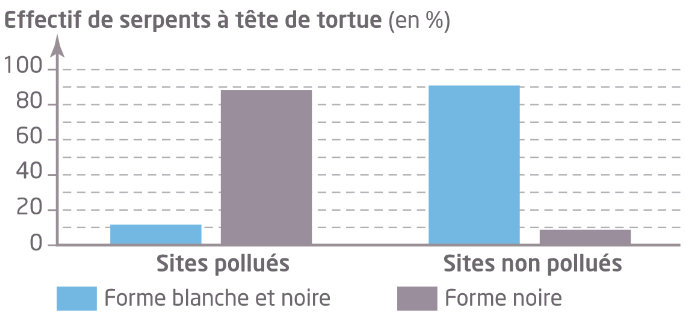 Effectif de serpents à tête de tortue (en %)
100
80
60
40
20
0
Sites pollués Sites non pollués
Forme blanche et noire Forme noire